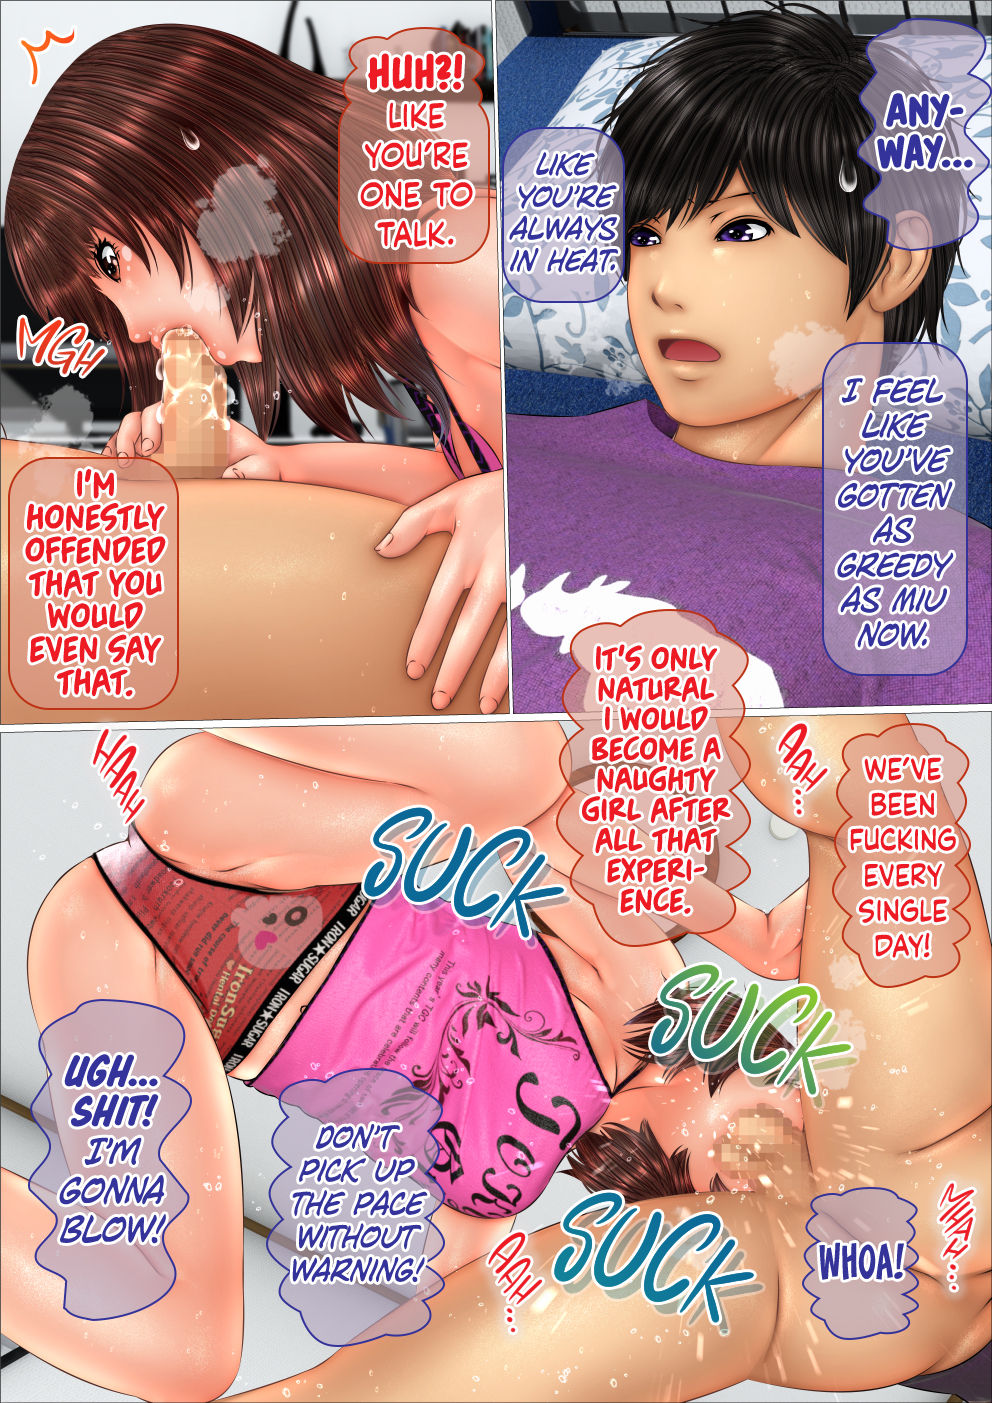 ANY-
WAY...
LIKE
YOU'RE
ALWAYS
IN HEAT.
I FEEL
LIKE
YOU'VE
GOTTEN
AS
GREEDY
AS MIU
NOW.
HUH?!
LIKE
YOU'RE
ONE TO
TALK.
MGH
I'M
HONESTLY
OFFENDED
THAT YOU
WOULD
EVEN SAY
THAT.
WE'VE
BEEN
FUCKING
EVERY
SINGLE
DAY!
AAH...
IT'S ONLY
NATURAL
I WOULD
BECOME A
NAUGHTY
GIRL AFTER
ALL THAT
EXPERI-
ENCE.
HAAAH
SUCK
SUCK
SUCK
IRON★SUGAR
IRON★SUGAR
WHOA!
AAH...
DON'T
PICK UP
THE PACE
WITHOUT
WARNING!
UGH...
SHIT!
I'M
GONNA
BLOW!